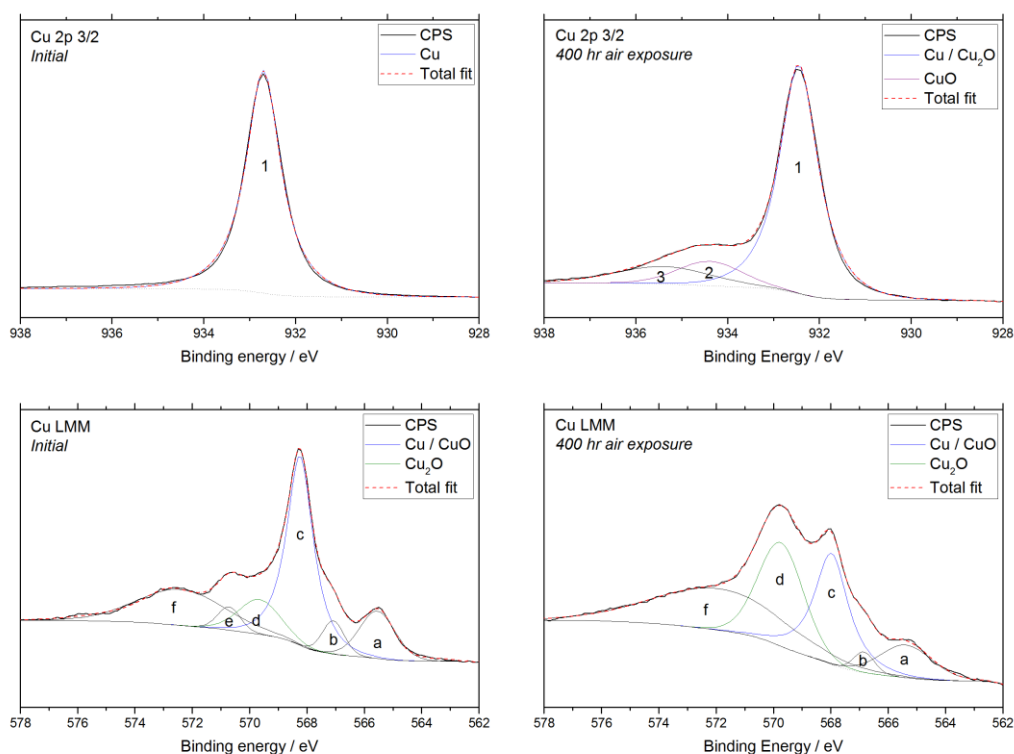 Cu 2p 3/2
Initial
CPS
Cu
Total fit
1
938 936 934 932 930 928
Binding energy / eV
Cu 2p 3/2
400 hr air exposure
CPS
Cu / Cu₂O
CuO
Total fit
1
2
3
938 936 934 932 930 928
Binding Energy / eV
Cu LMM
Initial
CPS
Cu / CuO
Cu₂O
Total fit
c
f
e
d
b
a
578 576 574 572 570 568 566 564 562
Binding energy / eV
Cu LMM
400 hr air exposure
CPS
Cu / CuO
Cu₂O
Total fit
d
c
f
b
a
578 576 574 572 570 568 566 564 562
Binding Energy / eV